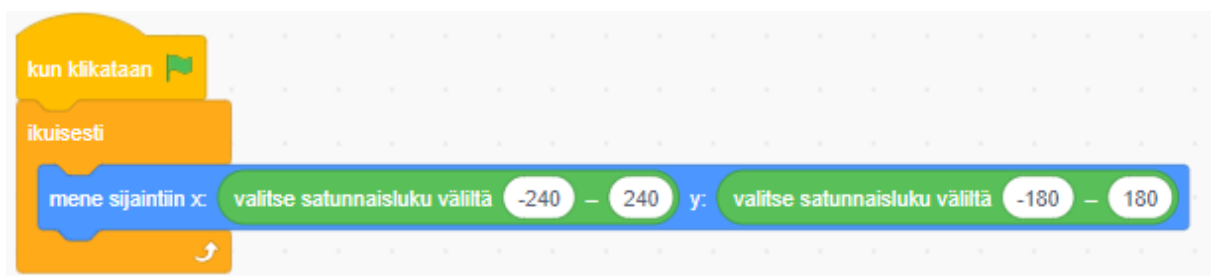 kun klikataan
ikuisesti
mene sijaintiin x: valitse satunnaisluku väliltä -240 – 240 y: valitse satunnaisluku väliltä -180 – 180